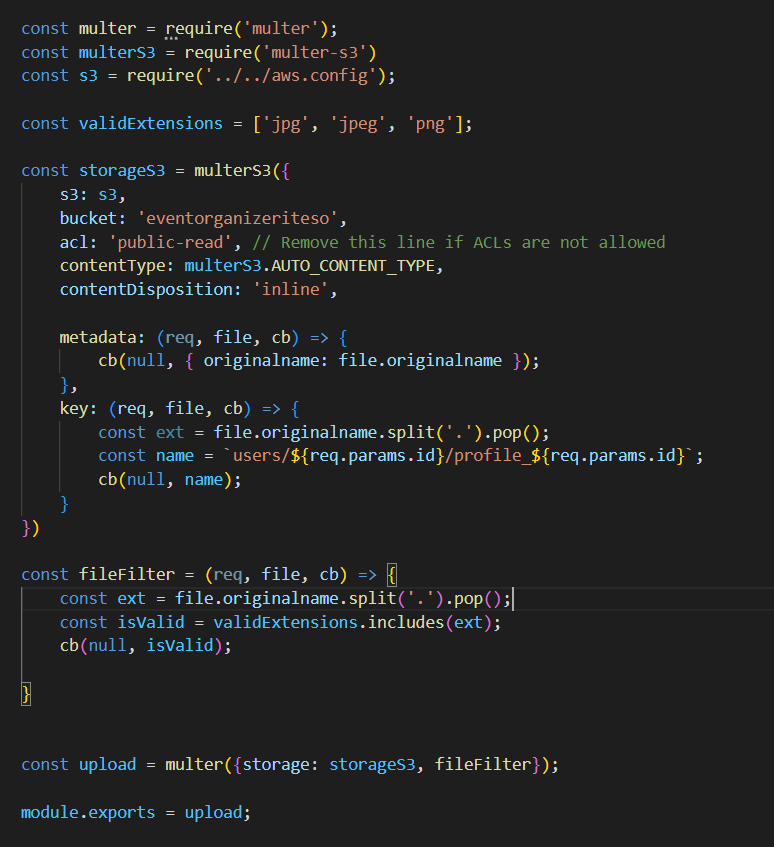 const multer = require('multer');
const multerS3 = require('multer-s3')
const s3 = require('../../aws.config');
const validExtensions = ['jpg', 'jpeg', 'png'];
const storageS3 = multerS3({
    s3: s3,
    bucket: 'eventorganizeriteso',
    acl: 'public-read', // Remove this line if ACLs are not allowed
    contentType: multerS3.AUTO_CONTENT_TYPE,
    contentDisposition: 'inline',
    metadata: (req, file, cb) => {
        cb(null, { originalname: file.originalname });
    },
    key: (req, file, cb) => {
        const ext = file.originalname.split('.').pop();
        const name = `users/${req.params.id}/profile_${req.params.id}`;
        cb(null, name);
    }
})
const fileFilter = (req, file, cb) => {
    const ext = file.originalname.split('.').pop();
    const isValid = validExtensions.includes(ext);
    cb(null, isValid);
}
const upload = multer({storage: storageS3, fileFilter});
module.exports = upload;